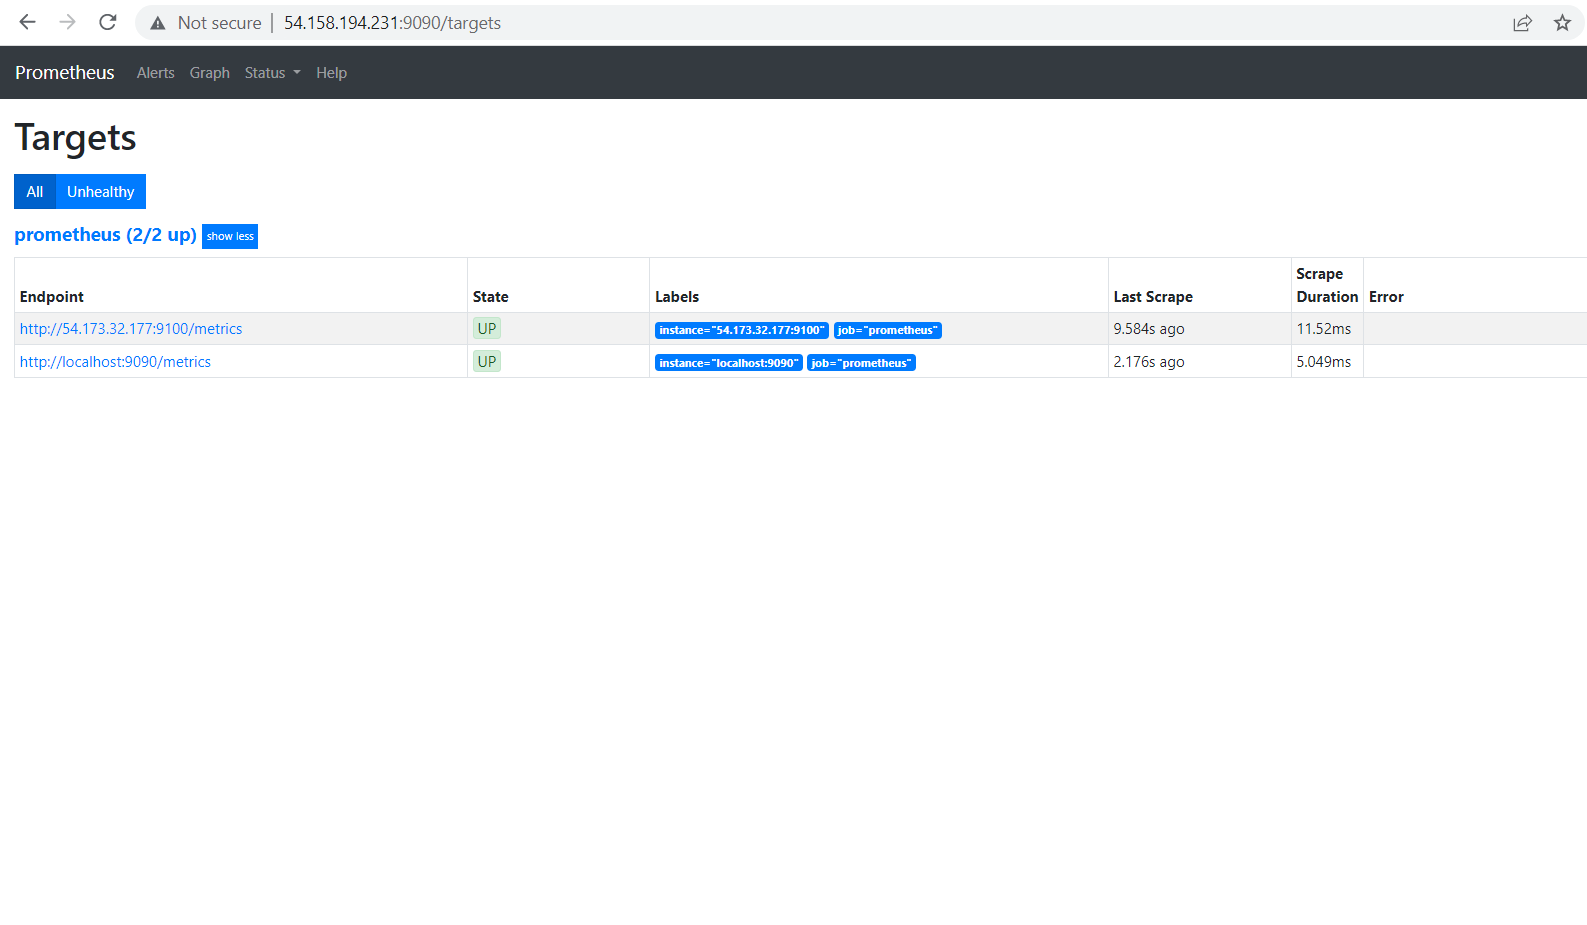 Not secure | 54.158.194.231:9090/targets
Prometheus Alerts Graph Status Help
Targets
All Unhealthy
prometheus (2/2 up) show less
Endpoint State Labels Last Scrape Scrape Duration Error
http://54.173.32.177:9100/metrics UP instance="54.173.32.177:9100" job="prometheus" 9.584s ago 11.52ms
http://localhost:9090/metrics UP instance="localhost:9090" job="prometheus" 2.176s ago 5.049ms